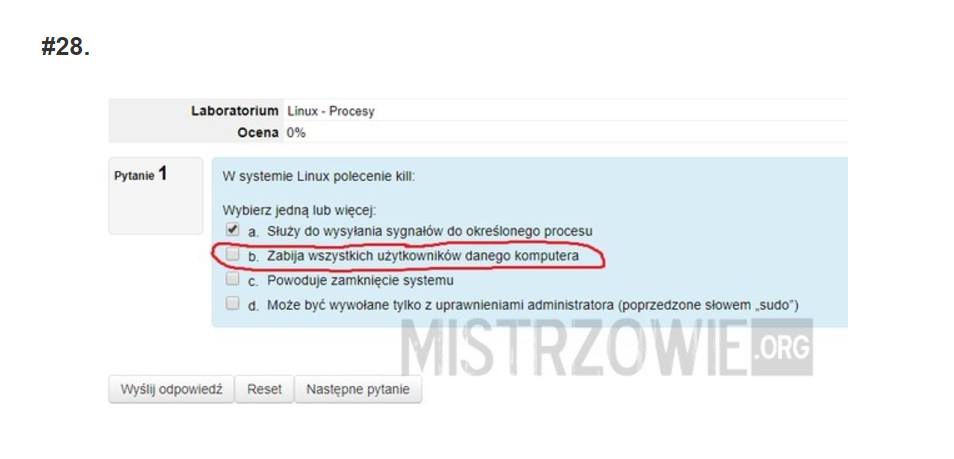 #28.
Laboratorium Linux - Procesy
Ocena 0%
Pytanie 1
W systemie Linux polecenie kill:
Wybierz jedną lub więcej:
a. Służy do wysyłania sygnałów do określonego procesu
b. Zabija wszystkich użytkowników danego komputera
c. Powoduje zamknięcie systemu
d. Może być wywołane tylko z uprawnieniami administratora (poprzedzone słowem „sudo”)
MISTRZOWIE.ORG
Wyślij odpowiedź Reset Następne pytanie